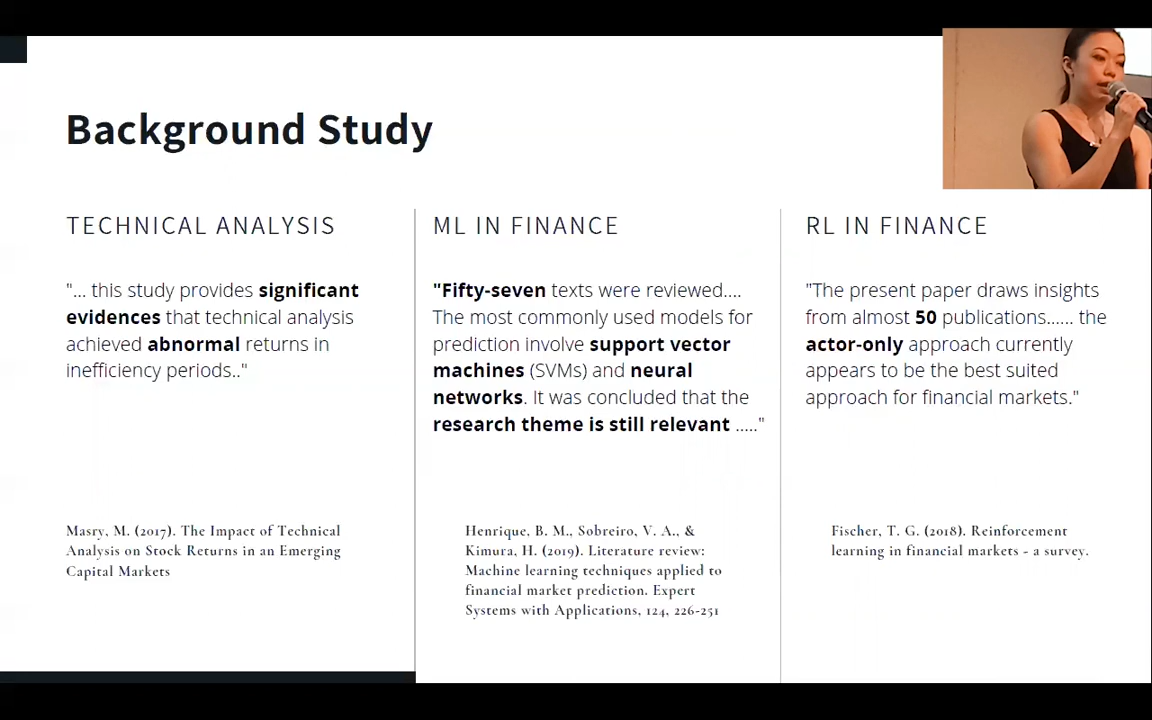 Background Study
TECHNICAL ANALYSIS
"... this study provides significant
evidences that technical analysis
achieved abnormal returns in
inefficiency periods.."
Masry, M. (2017). The Impact of Technical
Analysis on Stock Returns in an Emerging
Capital Markets
ML IN FINANCE
"Fifty-seven texts were reviewed....
The most commonly used models for
prediction involve support vector
machines (SVMs) and neural
networks. It was concluded that the
research theme is still relevant ....."
Henrique, B. M., Sobreiro, V. A., &
Kimura, H. (2019). Literature review:
Machine learning techniques applied to
financial market prediction. Expert
Systems with Applications, 124, 226-251
RL IN FINANCE
"The present paper draws insights
from almost 50 publications...... the
actor-only approach currently
appears to be the best suited
approach for financial markets."
Fischer, T. G. (2018). Reinforcement
learning in financial markets - a survey.